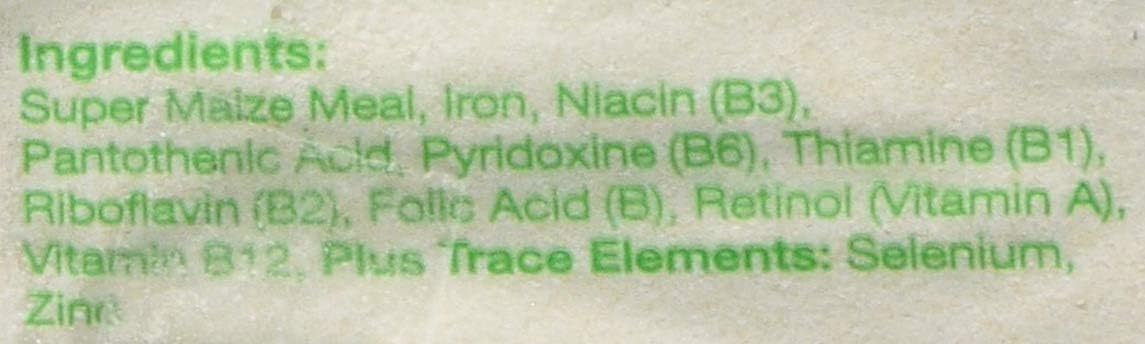 Ingredients:
Super Maize Meal, Iron, Niacin (B3),
Pantothenic Acid, Pyridoxine (B6), Thiamine (B1),
Riboflavin (B2), Folic Acid (B), Retinol (Vitamin A),
Vitamin B12, Plus Trace Elements: Selenium,
Zinc